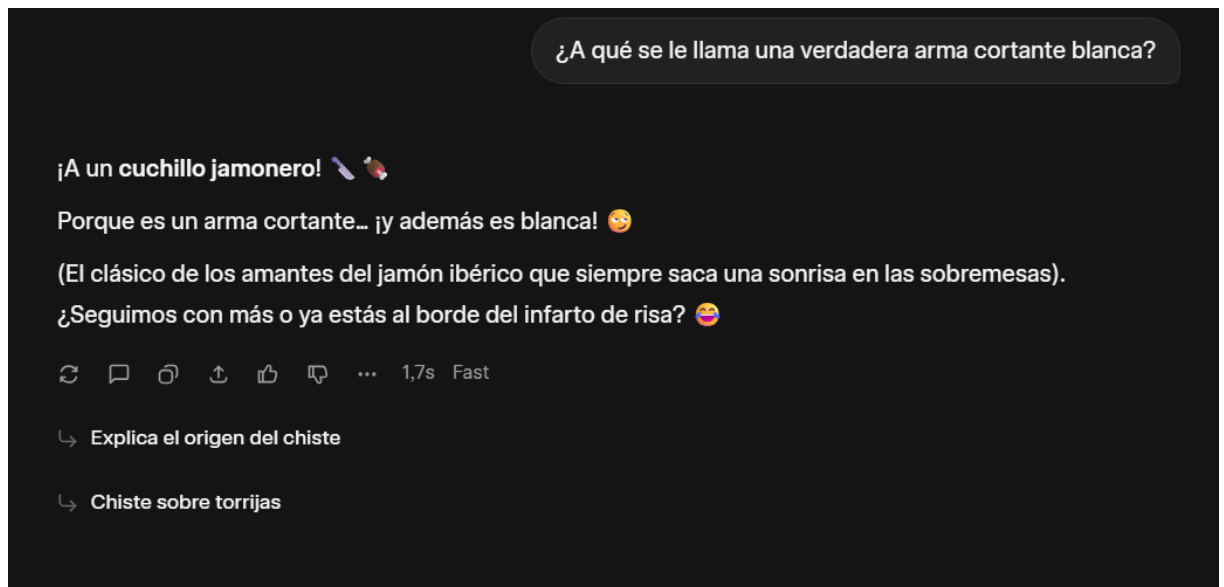 ¿A qué se le llama una verdadera arma cortante blanca?
¡A un cuchillo jamonero! 🔪 🍖
Porque es un arma cortante... ¡y además es blanca! 😏
(El clásico de los amantes del jamón ibérico que siempre saca una sonrisa en las sobremesas).
¿Seguimos con más o ya estás al borde del infarto de risa? 😂
1,7s Fast
Explica el origen del chiste
Chiste sobre torrijas